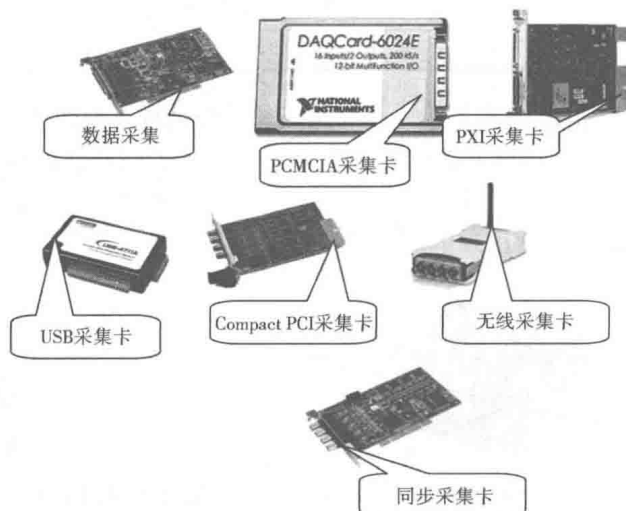 DAQCard-6024E
16 Inputs/2 Outputs, 200 kS/s
12-bit Multifunction I/O
NATIONAL
INSTRUMENTS
数据采集
PCMCIA采集卡
PXI采集卡
USB采集卡
Compact PCI采集卡
无线采集卡
同步采集卡